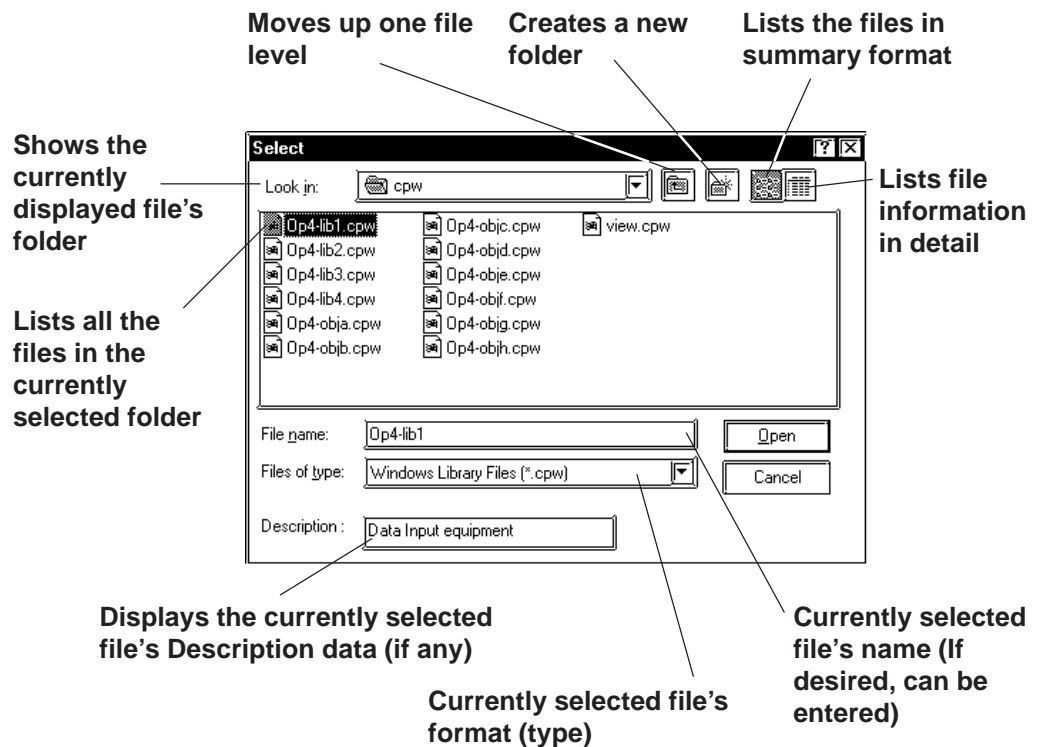 Moves up one file
level
Creates a new
folder
Lists the files in
summary format
Shows the
currently
displayed file's
folder
Lists all the
files in the
currently
selected folder
Select
Look in:
cpw
Op4-lib1.cpw
Op4-lib2.cpw
Op4-lib3.cpw
Op4-lib4.cpw
Op4-obja.cpw
Op4-objb.cpw
Op4-objc.cpw
Op4-objd.cpw
Op4-obje.cpw
Op4-objf.cpw
Op4-objg.cpw
Op4-objh.cpw
view.cpw
File name:
Op4-lib1
Open
Files of type:
Windows Library Files (*.cpw)
Cancel
Description :
Data Input equipment
Lists file
information
in detail
Displays the currently selected
file's Description data (if any)
Currently selected file's
format (type)
Currently selected
file's name (If
desired, can be
entered)